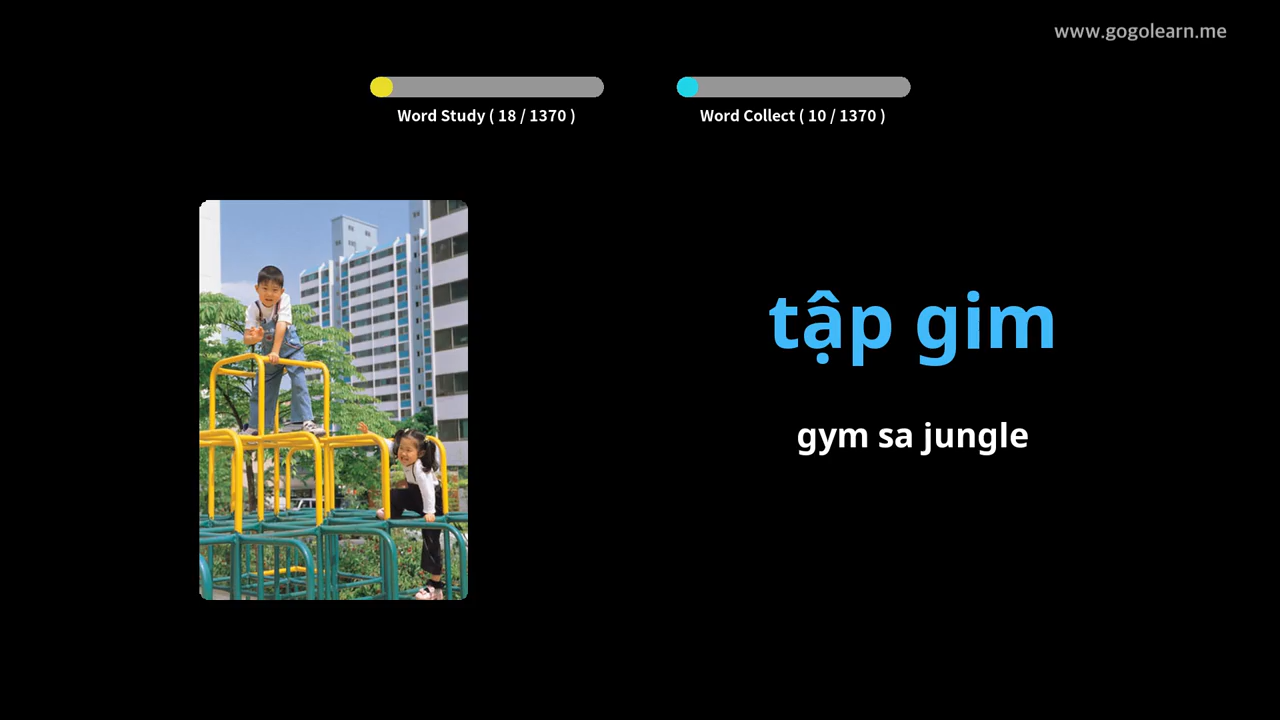 www.gogolearn.me
Word Study ( 18 / 1370 )
Word Collect ( 10 / 1370 )
tập gim
gym sa jungle